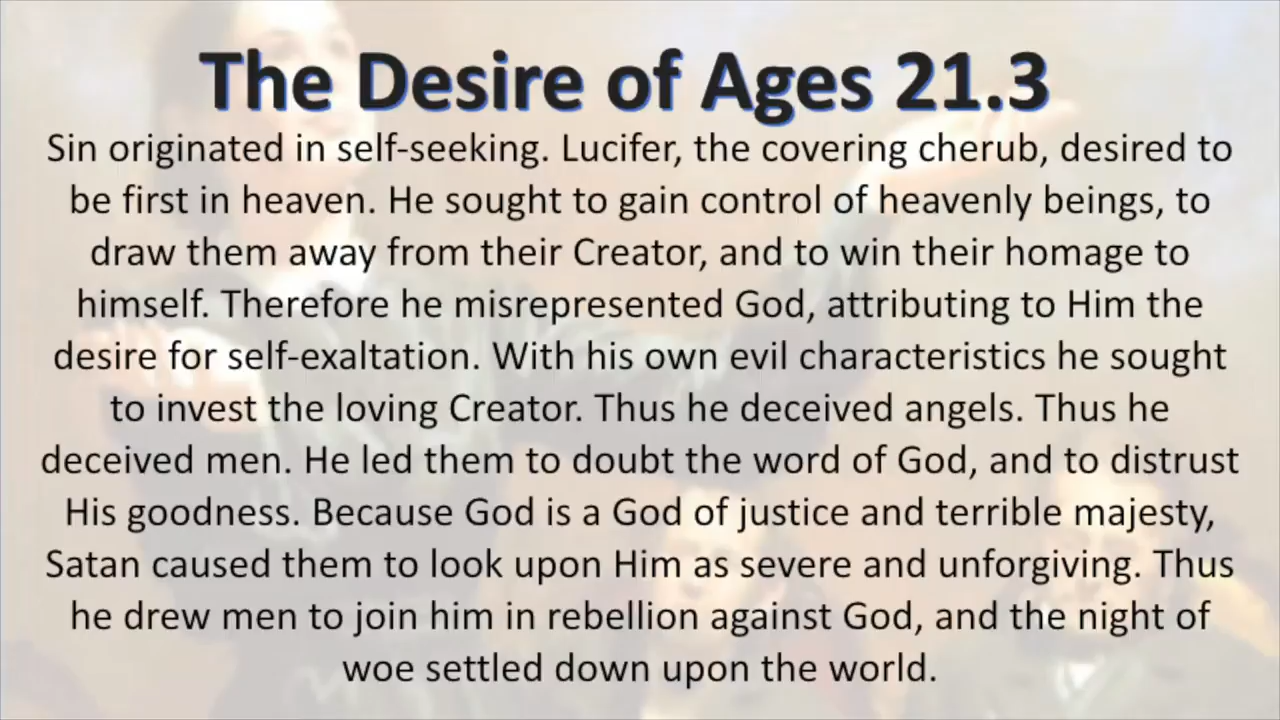 The Desire of Ages 21.3
Sin originated in self-seeking. Lucifer, the covering cherub, desired to
be first in heaven. He sought to gain control of heavenly beings, to
draw them away from their Creator, and to win their homage to
himself. Therefore he misrepresented God, attributing to Him the
desire for self-exaltation. With his own evil characteristics he sought
to invest the loving Creator. Thus he deceived angels. Thus he
deceived men. He led them to doubt the word of God, and to distrust
His goodness. Because God is a God of justice and terrible majesty,
Satan caused them to look upon Him as severe and unforgiving. Thus
he drew men to join him in rebellion against God, and the night of
woe settled down upon the world.